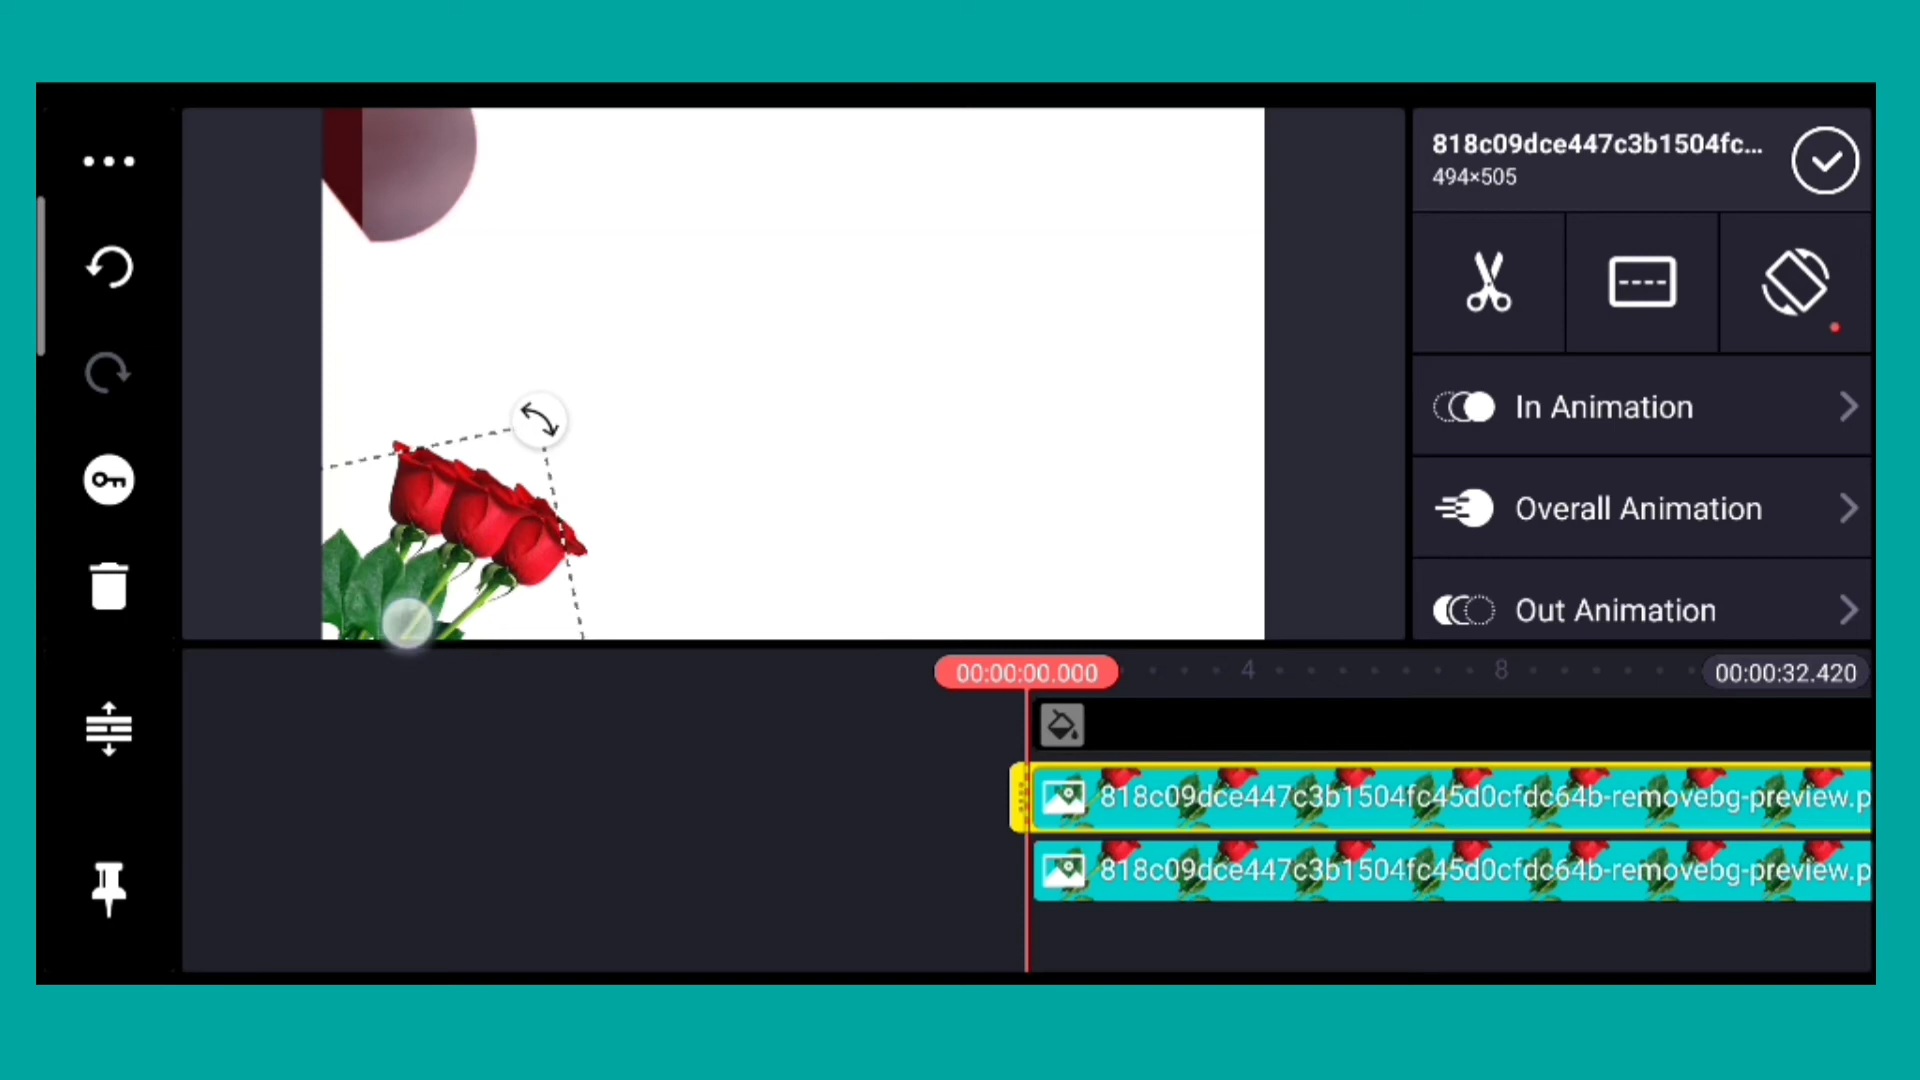 818c09dce447c3b1504fc...
494×505
In Animation
Overall Animation
Out Animation
00:00:00.000
4
8
00:00:32.420
818c09dce447c3b1504fc45d0cfdc64b-removebg-preview.p
818c09dce447c3b1504fc45d0cfdc64b-removebg-preview.p